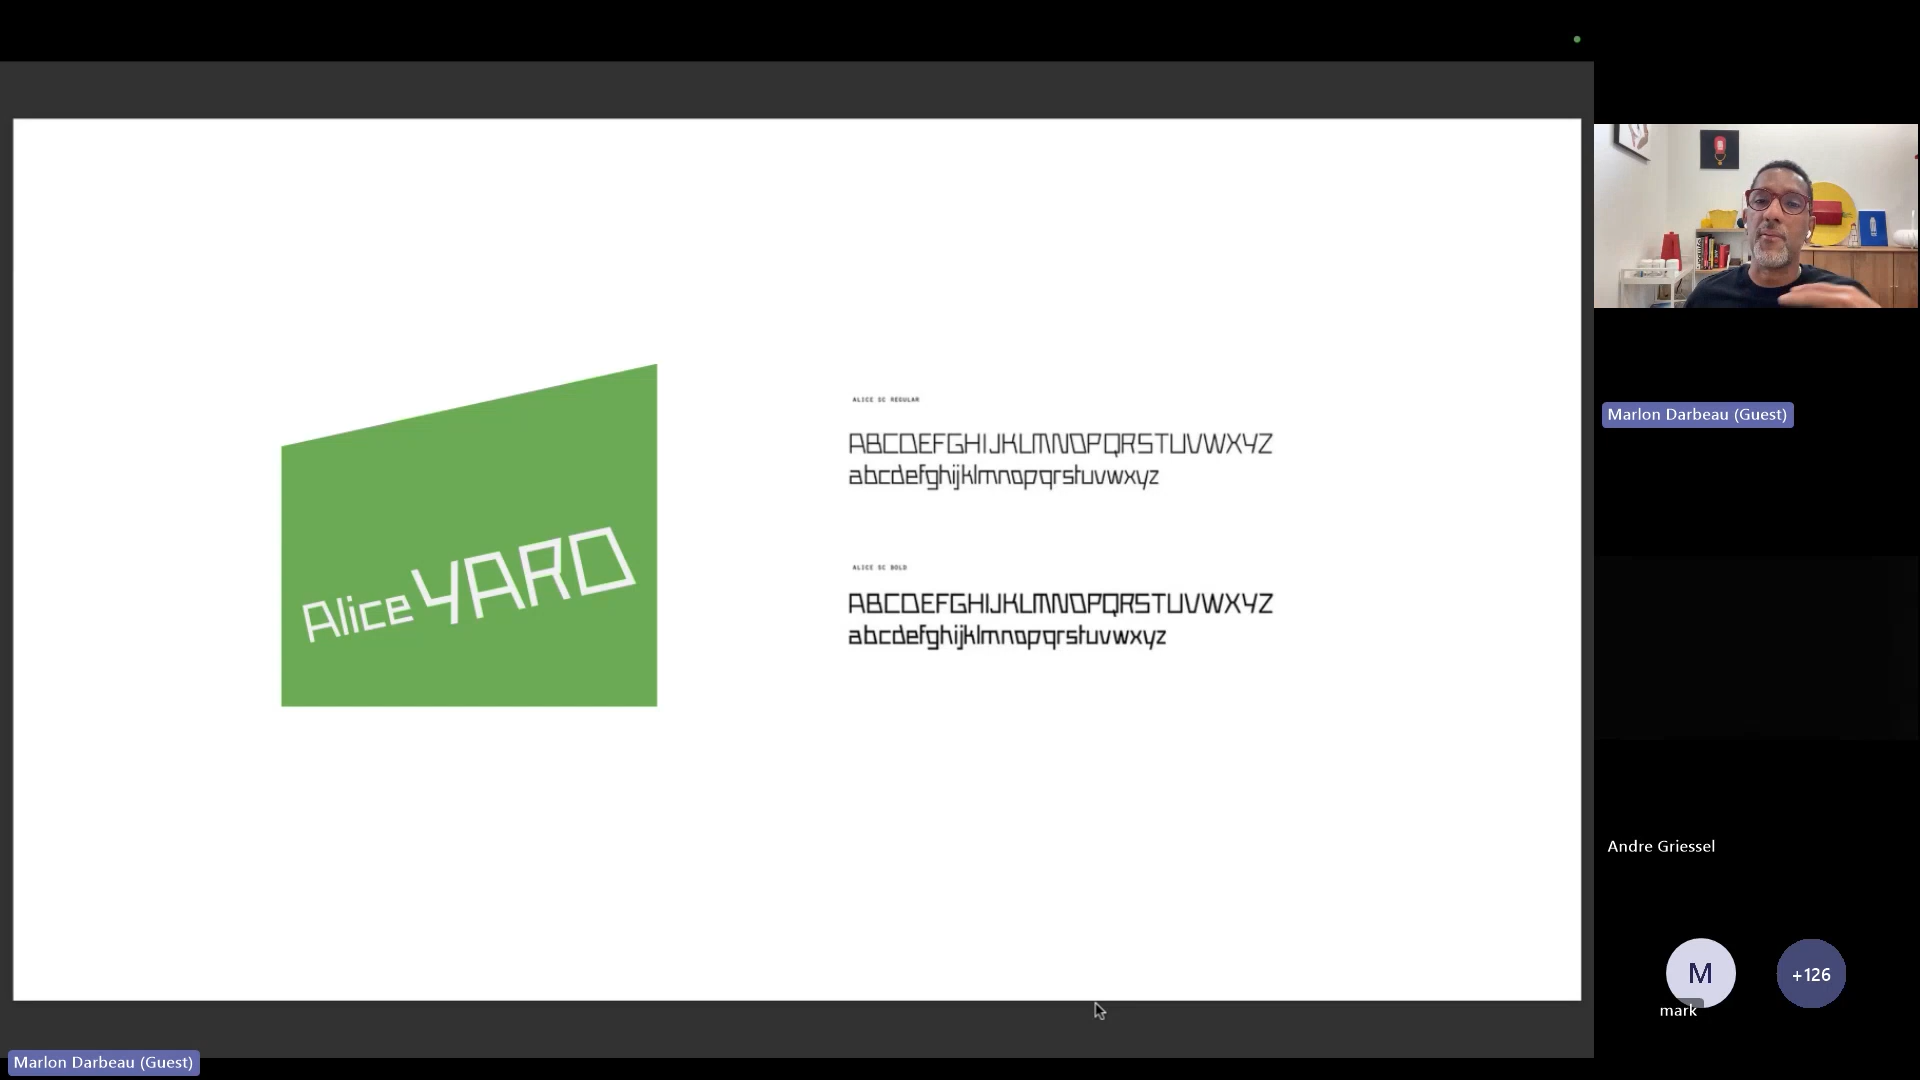 Alice YARD
ALICE SC REGULAR
ABCDEFGHIJKLMNOPQRSTUVWXYZ
abcdefghijklmnopqrstuvwxyz
ALICE SC BOLD
ABCDEFGHIJKLMNOPQRSTUVWXYZ
abcdefghijklmnopqrstuvwxyz
Marlon Darbeau (Guest)
Andre Griessel
M
+126
mark
Marlon Darbeau (Guest)